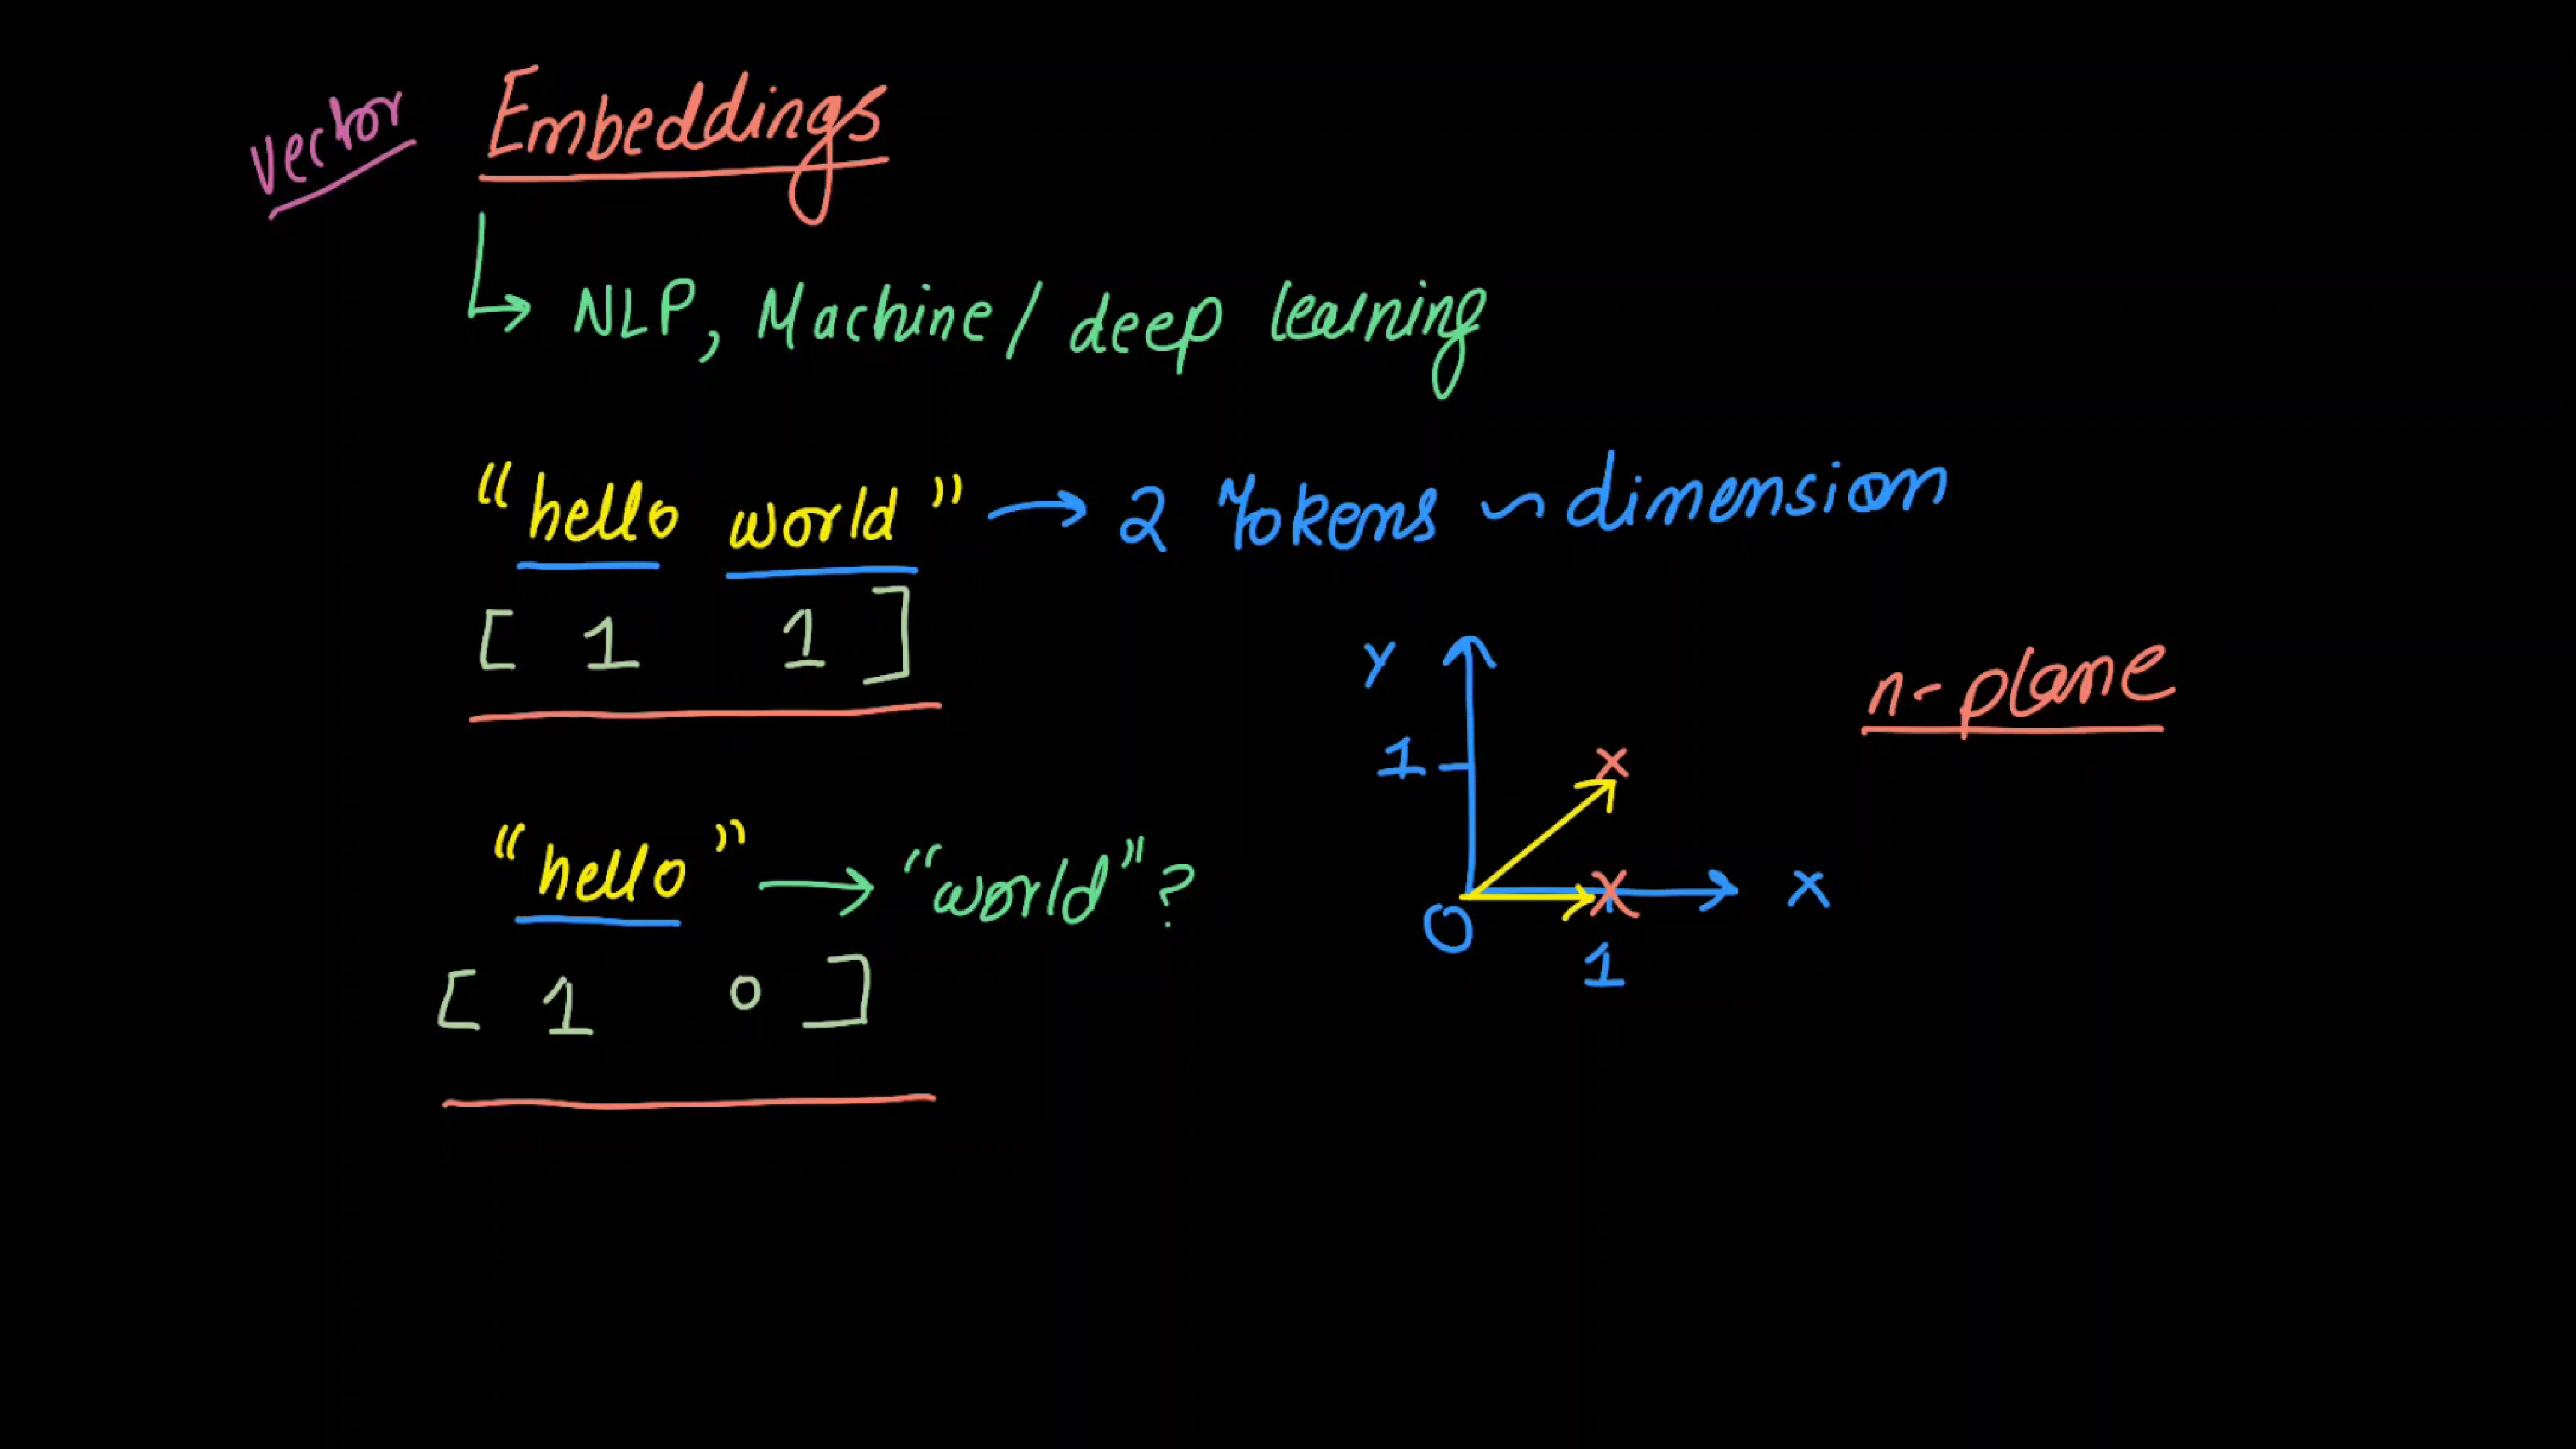 vector Embeddings
↳ NLP, Machine/deep learning
"hello world" → 2 tokens ~ dimension
[ 1 1 ]
y
n-plane
1
"hello" → "world"?
x
0
1
[ 1 0 ]